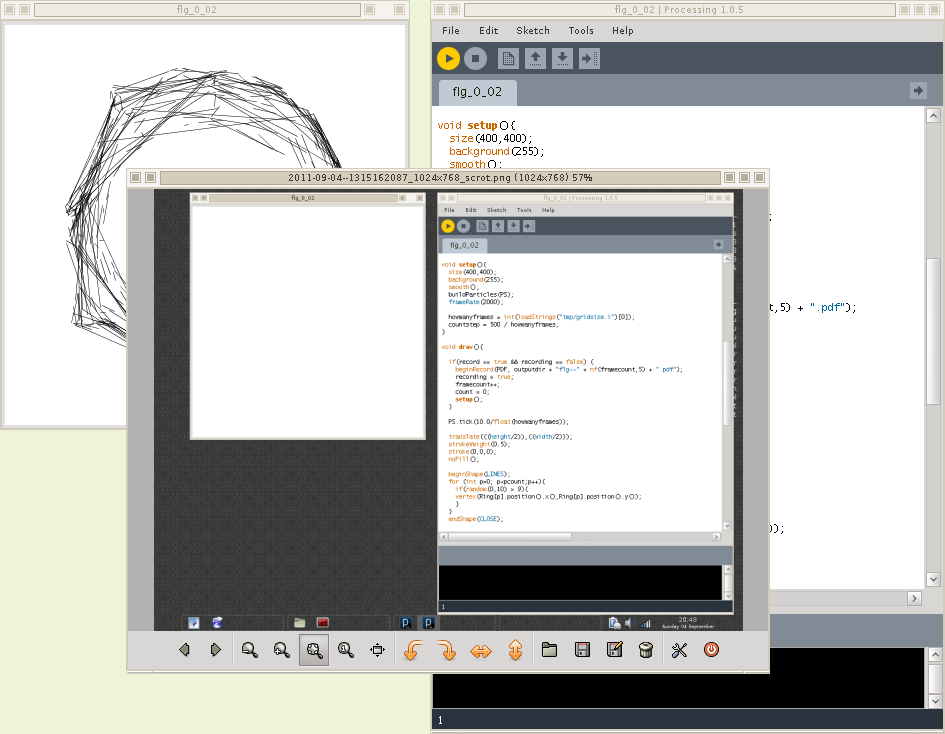 flg_0_02
flg_0_02 | Processing 1.0.5
File Edit Sketch Tools Help
flg_0_02
void setup(){
size(400,400);
background(255);
smooth();
;
t,5) + ".pdf");
);
1
2011-09-04--1315162087_1024x768_scrot.png (1024x768) 57%
flg_0_02
flg_0_02 | Processing 1.0.5
File Edit Sketch Tools Help
flg_0_02
void setup(){
size(400,400);
background(255);
smooth();
buildParticles(PS);
frameRate(2000);
howmanyframes = int(loadStrings("tmp/gridsize.i")[0]);
countstep = 500 / howmanyframes;
}
void draw(){
if(record == true && recording == false) {
beginRecord(PDF, outputdir + "flg--" + nf(framecount,5) + ".pdf");
recording = true;
framecount++;
count = 0;
setup();
}
PS.tick(10.0/float(howmanyframes));
translate(((height/2)),((width/2)));
strokeWeight(0.5);
stroke(0,0,0);
noFill();
beginShape(LINES);
for (int p=0; p<pcount;p++){
if(random(0,10) > 9){
vertex(Ring[p].position().x(),Ring[p].position().y());
}
}
endShape(CLOSE);
1
20:48
Sunday 04 September